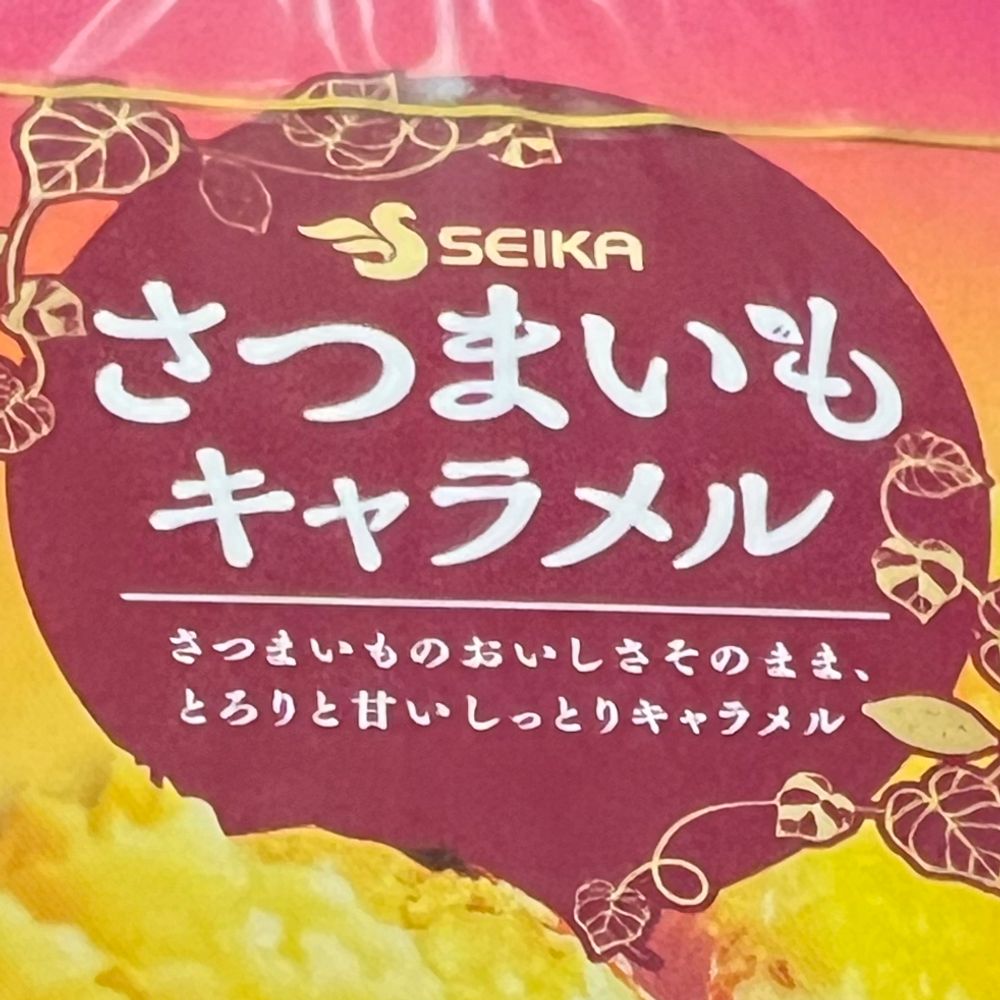 SEIKA
さつまいも
キャラメル
さつまいものおいしさそのまま、
とろりと甘いしっとりキャラメル